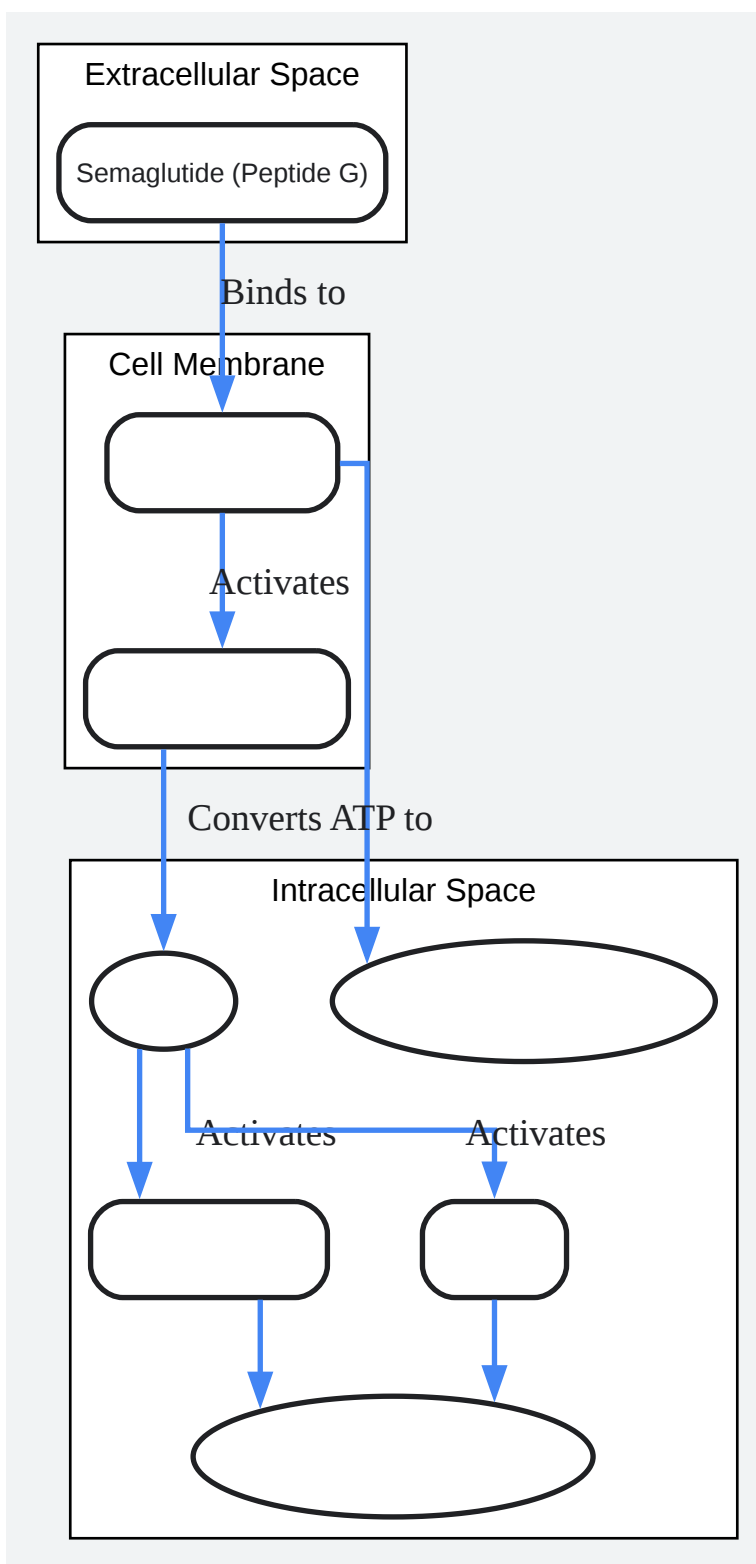 Extracellular Space
Semaglutide (Peptide G)
Binds to
Cell Membrane
Activates
Converts ATP to
Intracellular Space
Activates
Activates